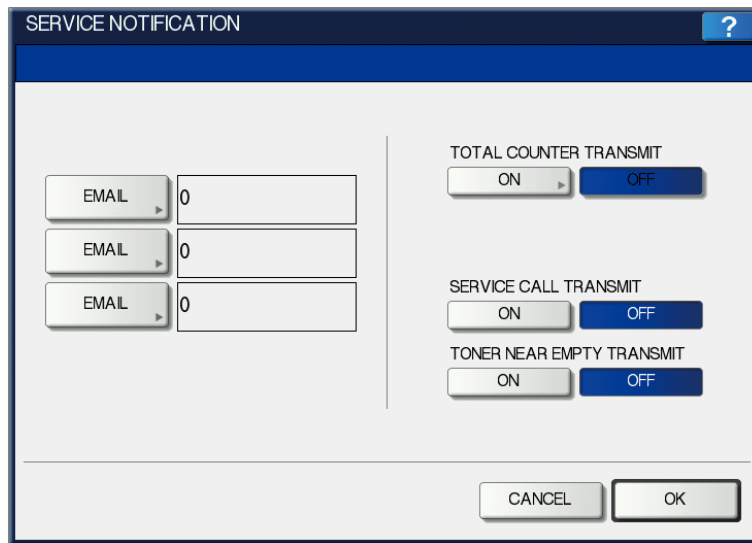 SERVICE NOTIFICATION
?
EMAIL 0
EMAIL 0
EMAIL 0
TOTAL COUNTER TRANSMIT
ON OFF
SERVICE CALL TRANSMIT
ON OFF
TONER NEAR EMPTY TRANSMIT
ON OFF
CANCEL OK